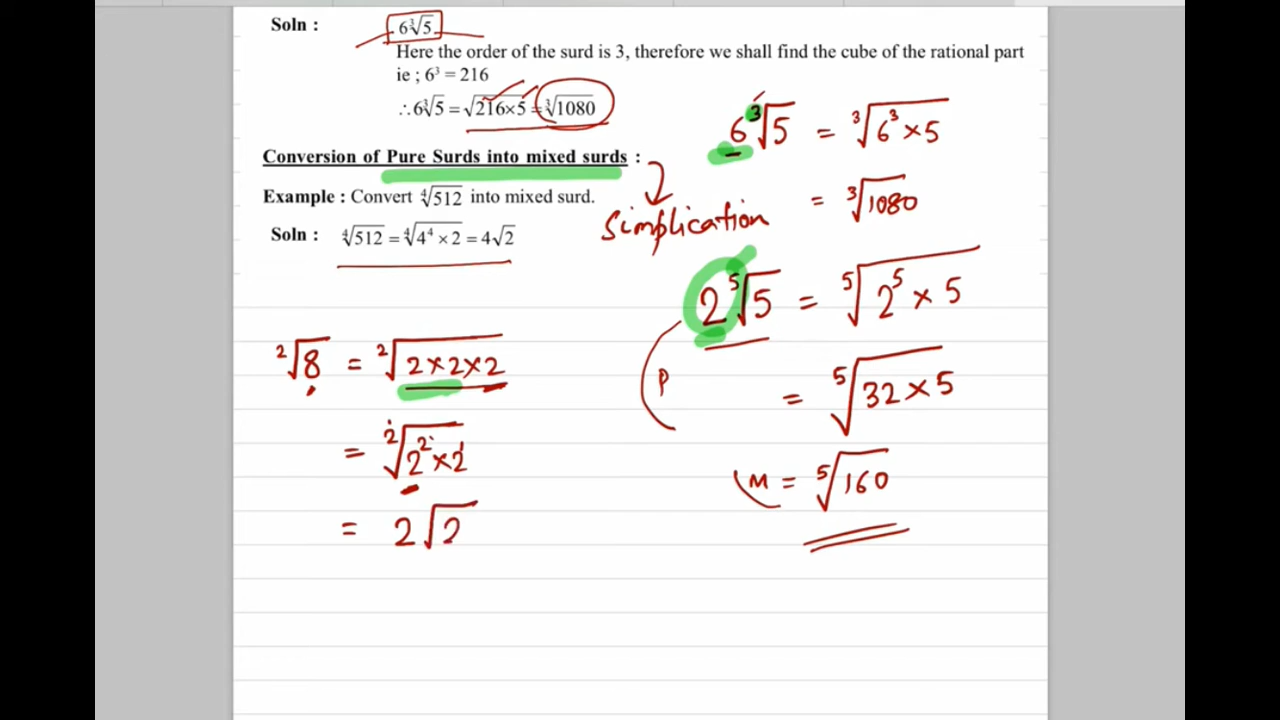 Soln : 6∛5
Here the order of the surd is 3, therefore we shall find the cube of the rational part
ie ; 6³ = 216
∴6∛5 = √216×5 = ∛1080
Conversion of Pure Surds into mixed surds :
Example : Convert ∜512 into mixed surd.
Soln : ∜512 = ∜4⁴ × 2 = 4√2
Simplication
6 ∛5 = ∛6³ × 5
= ∛1080
2 ⁵√5 = ⁵√2⁵ × 5
= ⁵√32 × 5
P
M = ⁵√160
²√8 = ²√2×2×2
= ²√2² × 2¹
= 2√2